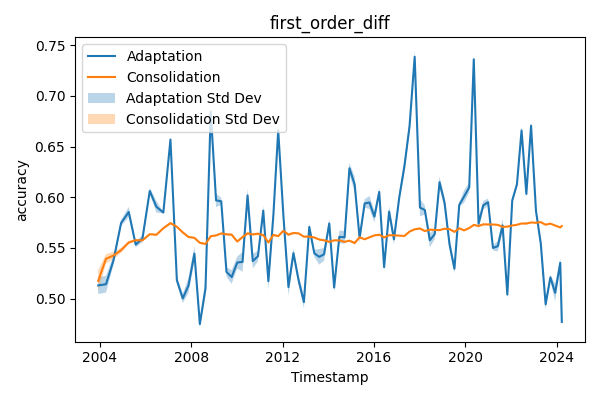 first_order_diff
0.75
0.70
0.65
0.60
0.55
0.50
accuracy
Adaptation
Consolidation
Adaptation Std Dev
Consolidation Std Dev
2004 2008 2012 2016 2020 2024
Timestamp